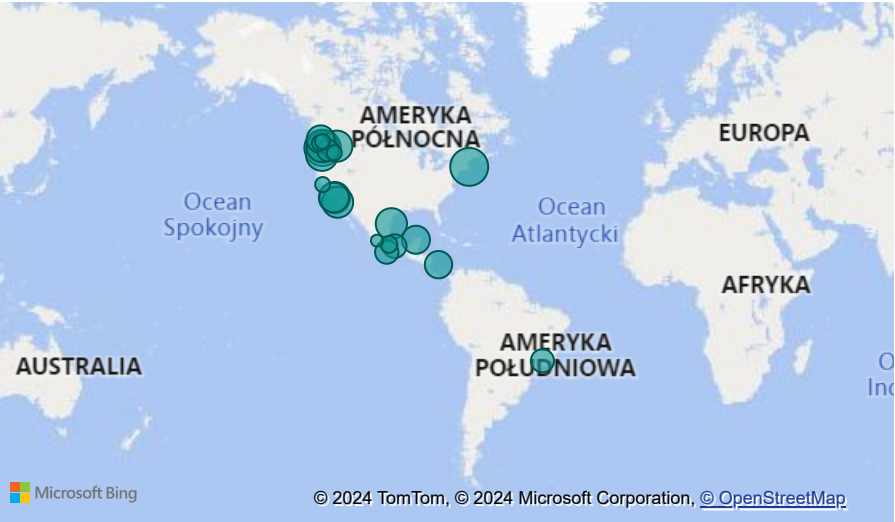 AMERYKA
PÓŁNOCNA
EUROPA
Ocean
Spokojny
Ocean
Atlantycki
AFRYKA
AMERYKA
POŁUDNIOWA
AUSTRALIA
O
Inc
Microsoft Bing
© 2024 TomTom, © 2024 Microsoft Corporation, © OpenStreetMap